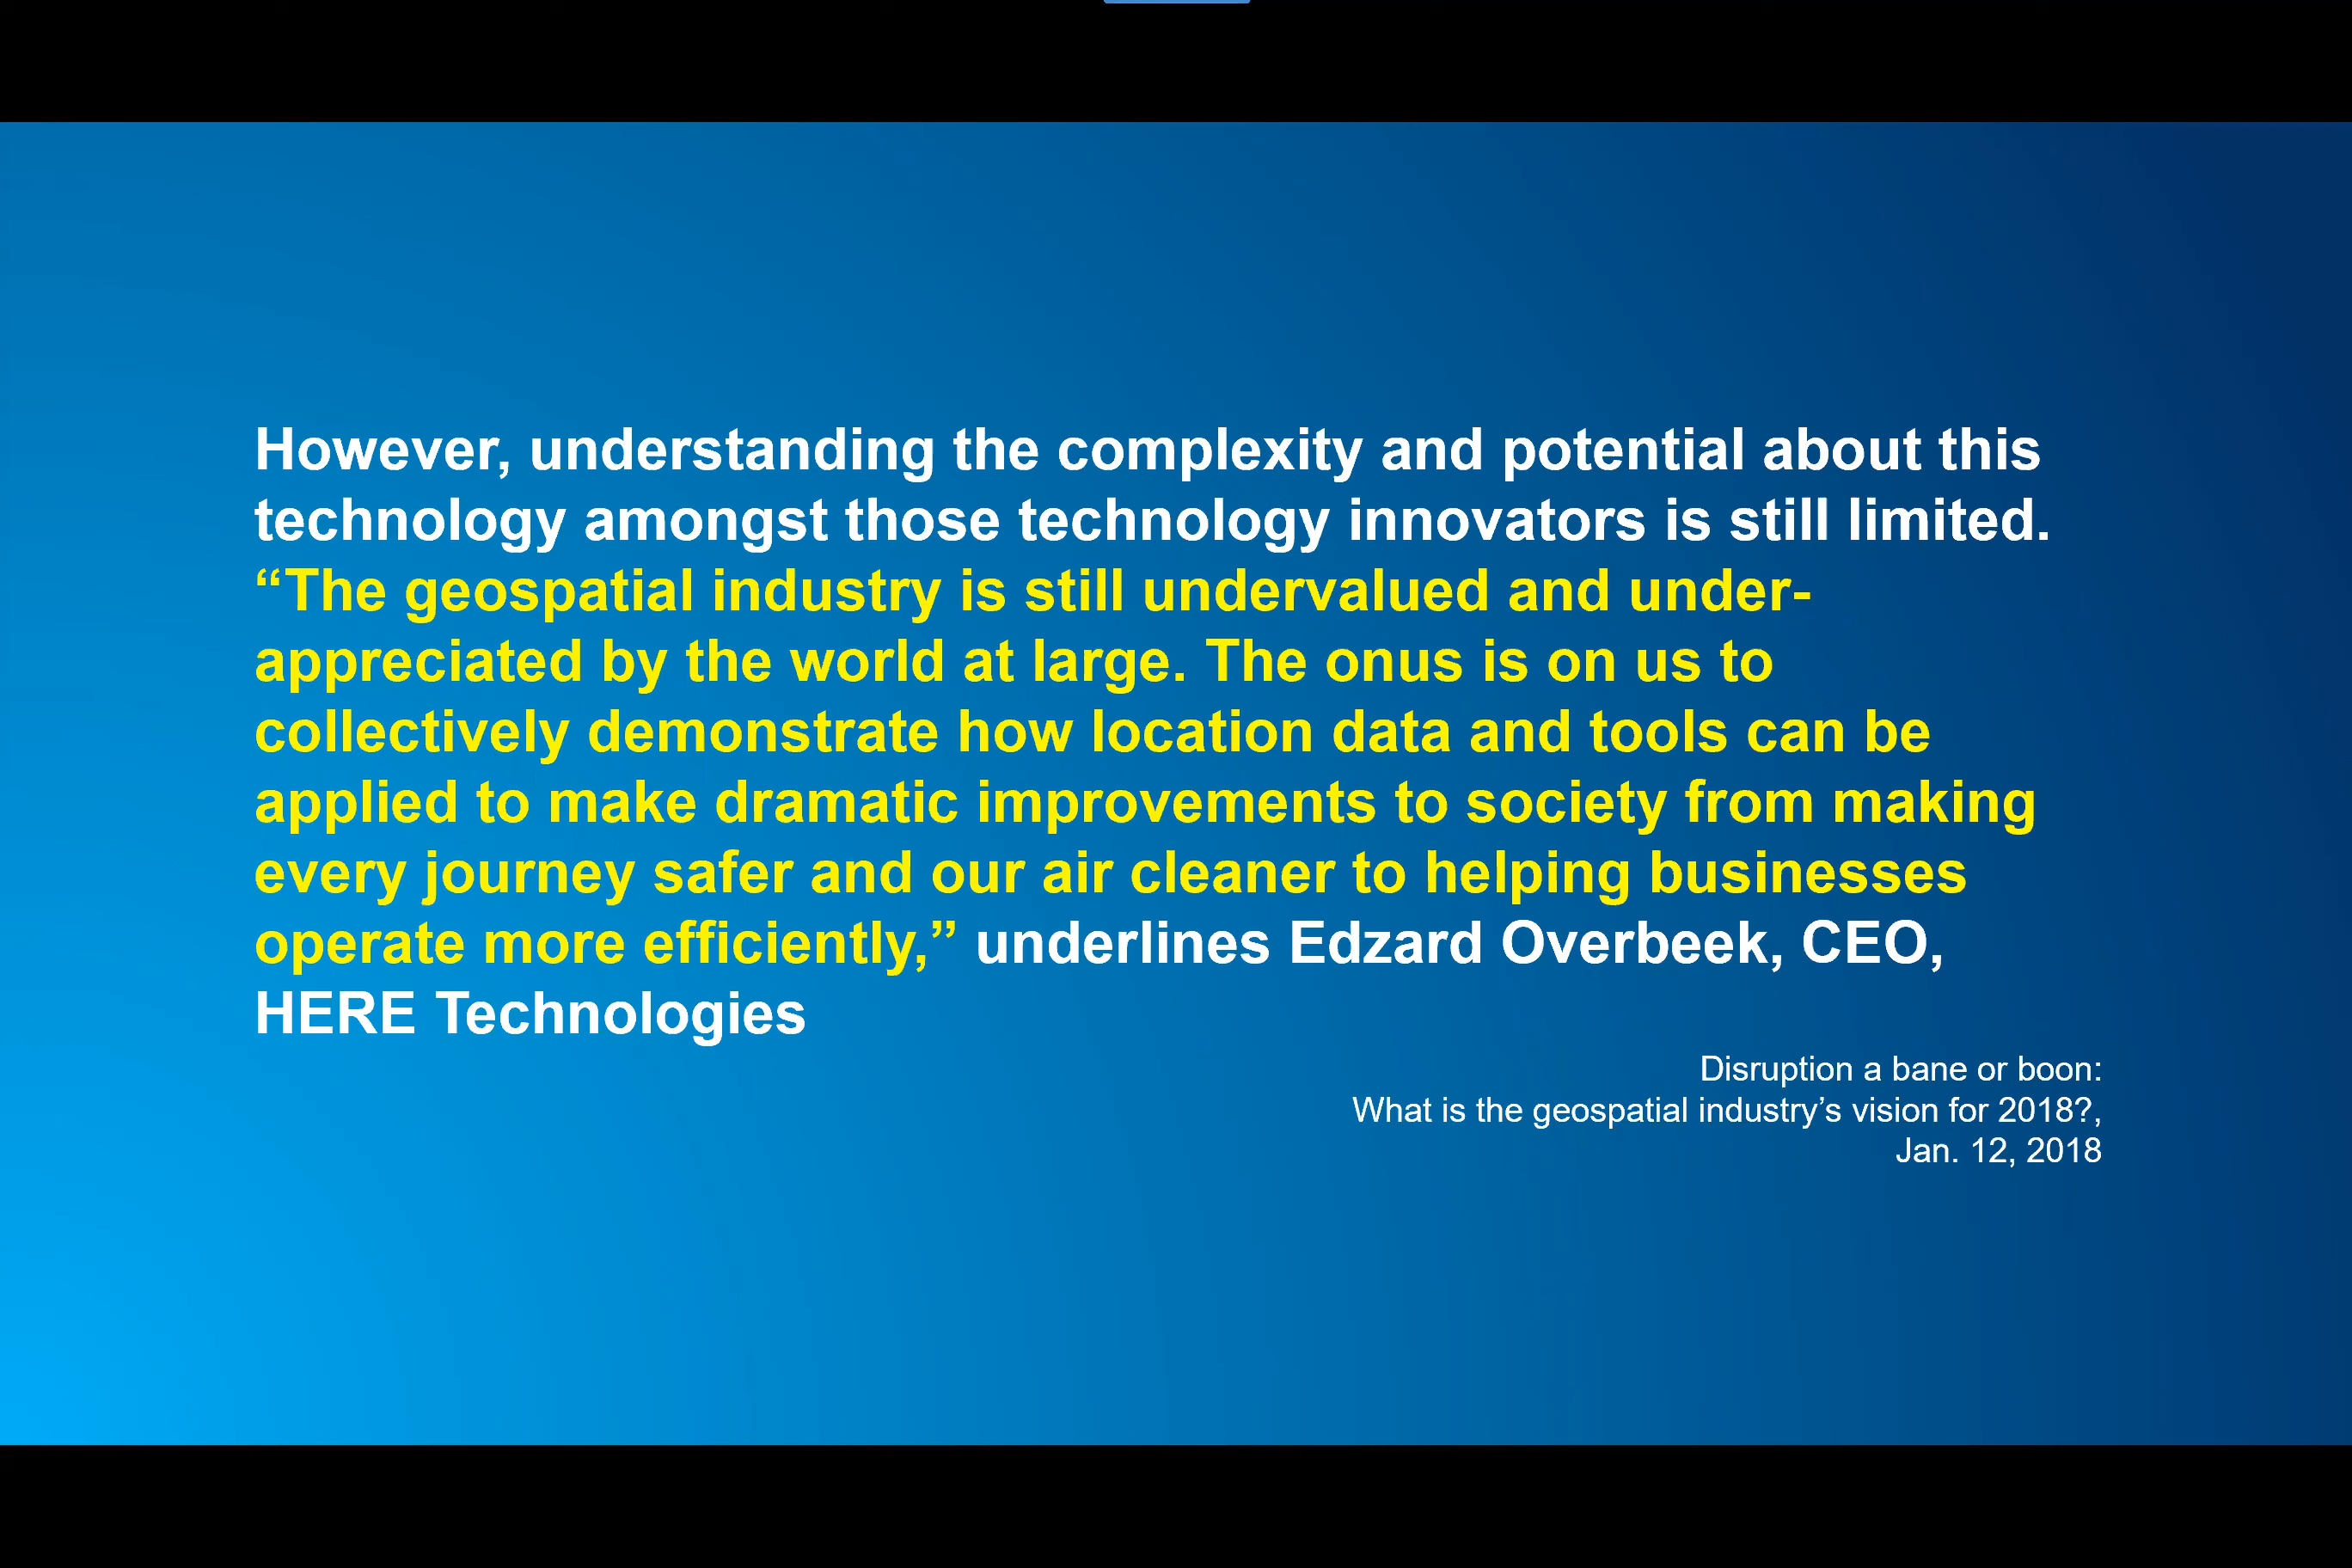 However, understanding the complexity and potential about this
technology amongst those technology innovators is still limited.
“The geospatial industry is still undervalued and under-
appreciated by the world at large. The onus is on us to
collectively demonstrate how location data and tools can be
applied to make dramatic improvements to society from making
every journey safer and our air cleaner to helping businesses
operate more efficiently,” underlines Edzard Overbeek, CEO,
HERE Technologies
Disruption a bane or boon:
What is the geospatial industry’s vision for 2018?,
Jan. 12, 2018